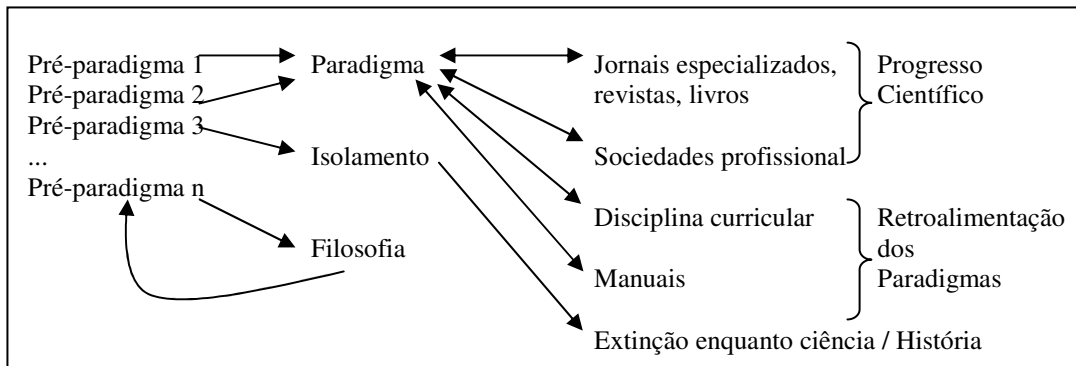 Pré-paradigma 1
Pré-paradigma 2
Pré-paradigma 3
...
Pré-paradigma n
Paradigma
Isolamento
Filosofia
Jornais especializados,
revistas, livros
Sociedades profissional
Disciplina curricular
Manuais
Extinção enquanto ciência / História
Progresso
Científico
Retroalimentação
dos
Paradigmas